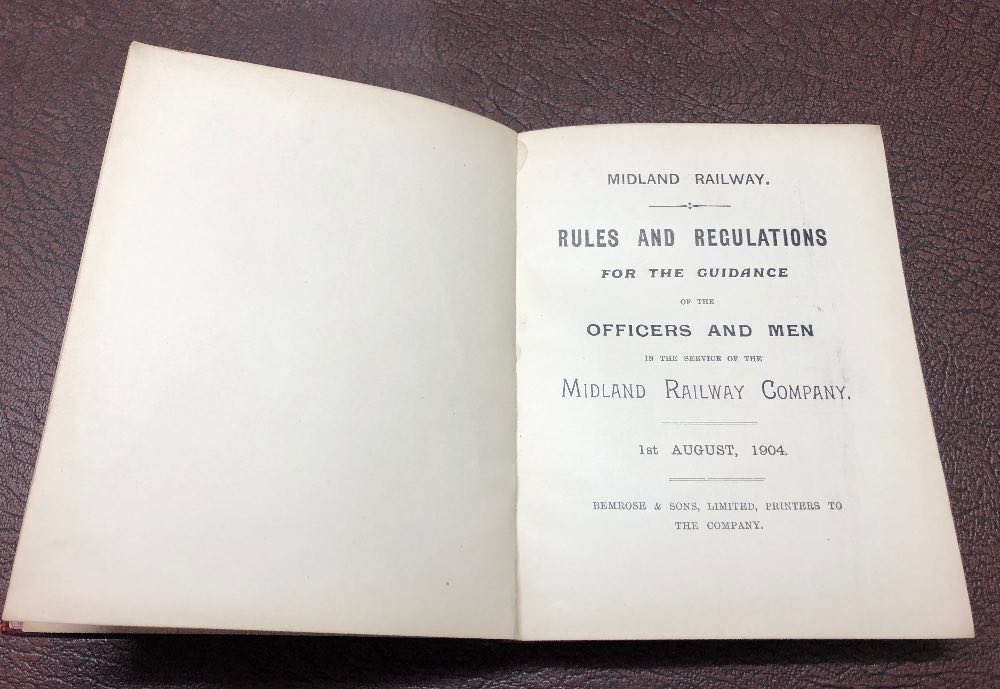 MIDLAND RAILWAY.
RULES AND REGULATIONS
FOR THE GUIDANCE
OF THE
OFFICERS AND MEN
IN THE SERVICE OF THE
MIDLAND RAILWAY COMPANY.
1st AUGUST, 1904.
BEMROSE & SONS, LIMITED, PRINTERS TO
THE COMPANY.